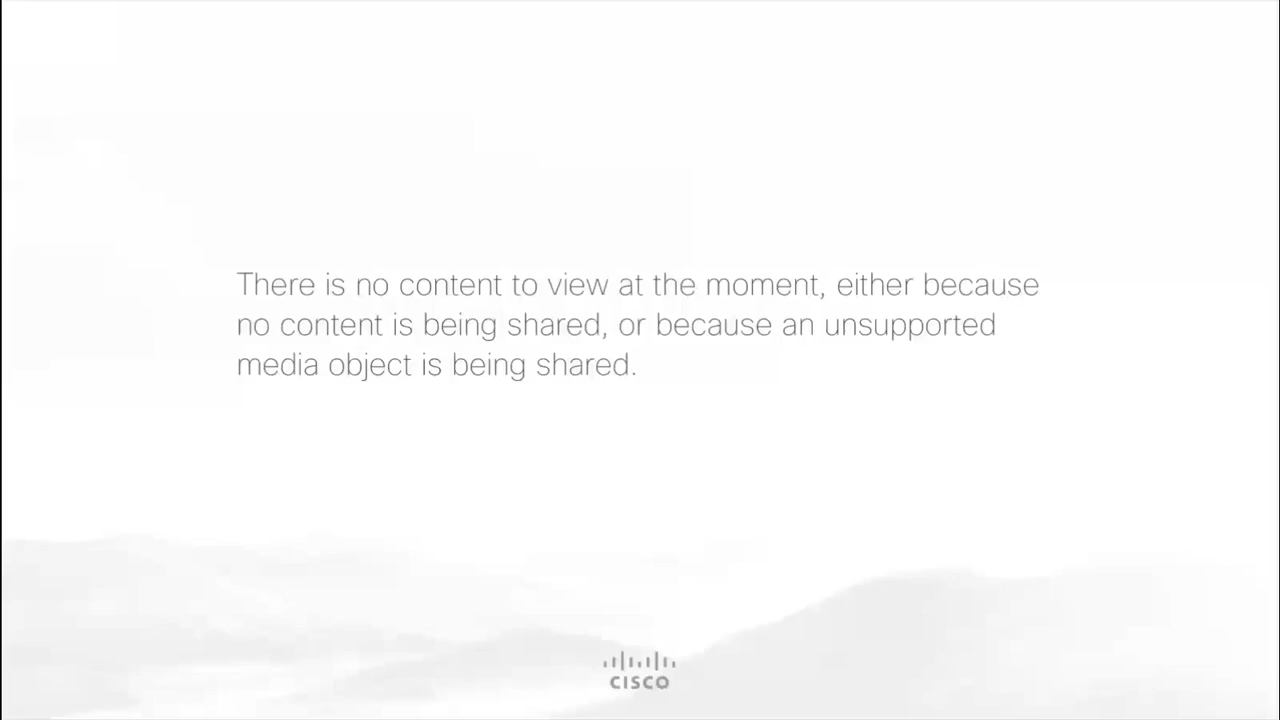 There is no content to view at the moment, either because
no content is being shared, or because an unsupported
media object is being shared.
CISCO